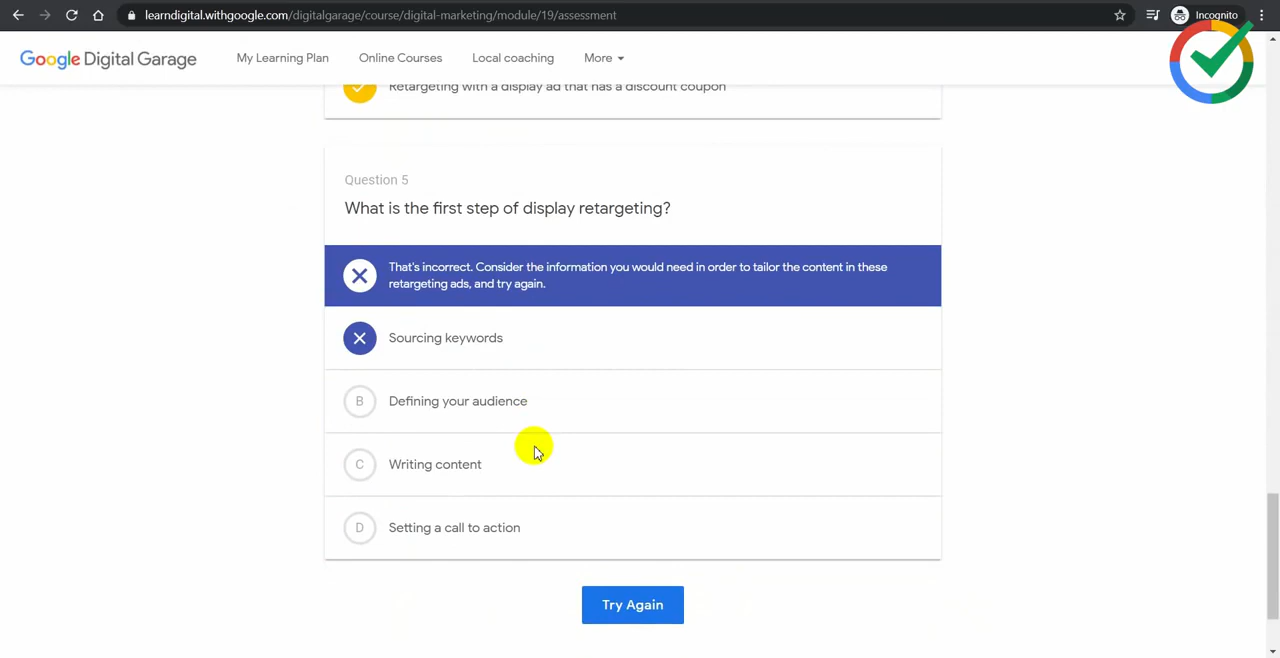 learndigital.withgoogle.com/digitalgarage/course/digital-marketing/module/19/assessment
Incognito
Google Digital Garage
My Learning Plan
Online Courses
Local coaching
More
Retargeting with a display ad that has a discount coupon
Question 5
What is the first step of display retargeting?
That's incorrect. Consider the information you would need in order to tailor the content in these
retargeting ads, and try again.
Sourcing keywords
B
Defining your audience
C
Writing content
D
Setting a call to action
Try Again